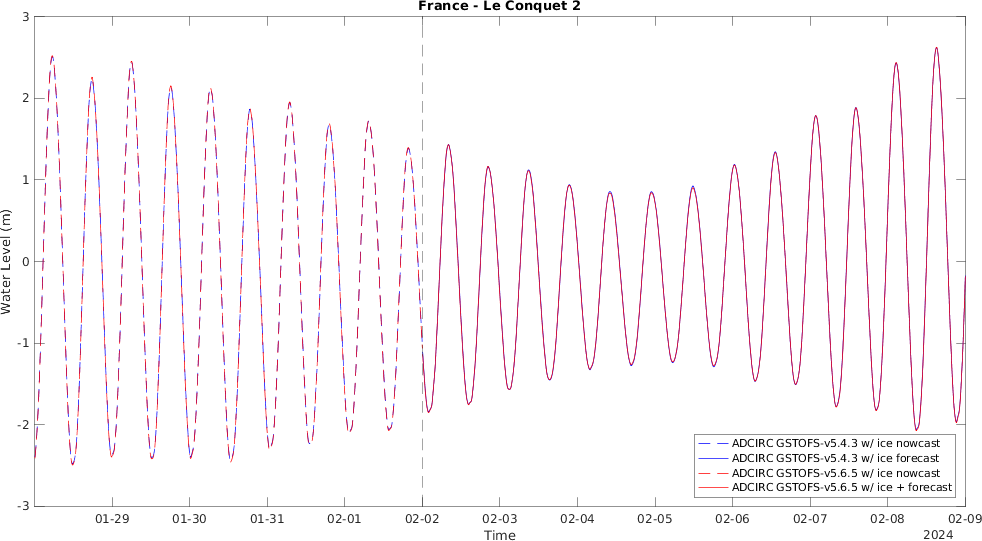 France - Le Conquet 2
Water Level (m)
3
2
1
0
-1
-2
-3
01-29 01-30 01-31 02-01 02-02 02-03 02-04 02-05 02-06 02-07 02-08 02-09
Time
2024
ADCIRC GSTOFS-v5.4.3 w/ ice nowcast
ADCIRC GSTOFS-v5.4.3 w/ ice forecast
ADCIRC GSTOFS-v5.6.5 w/ ice nowcast
ADCIRC GSTOFS-v5.6.5 w/ ice + forecast